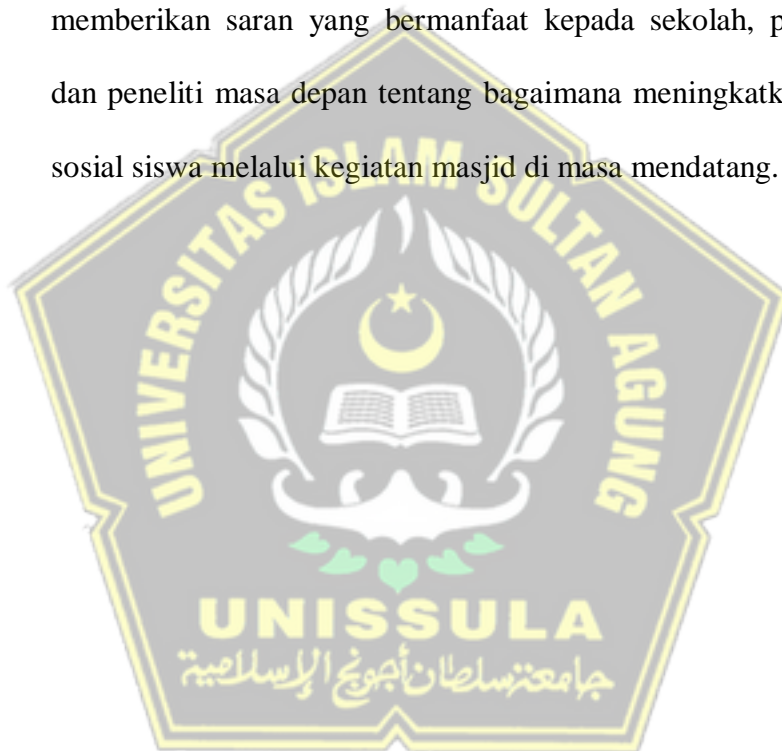 memberikan saran yang bermanfaat kepada sekolah,
dan peneliti masa depan tentang bagaimana
sosial siswa melalui kegiatan masjid di masa mendatang.
UNIVERSITAS ISLAM SULTAN AGUNG
UNISSULA
جامعة سلطان أجونج الإسلامية